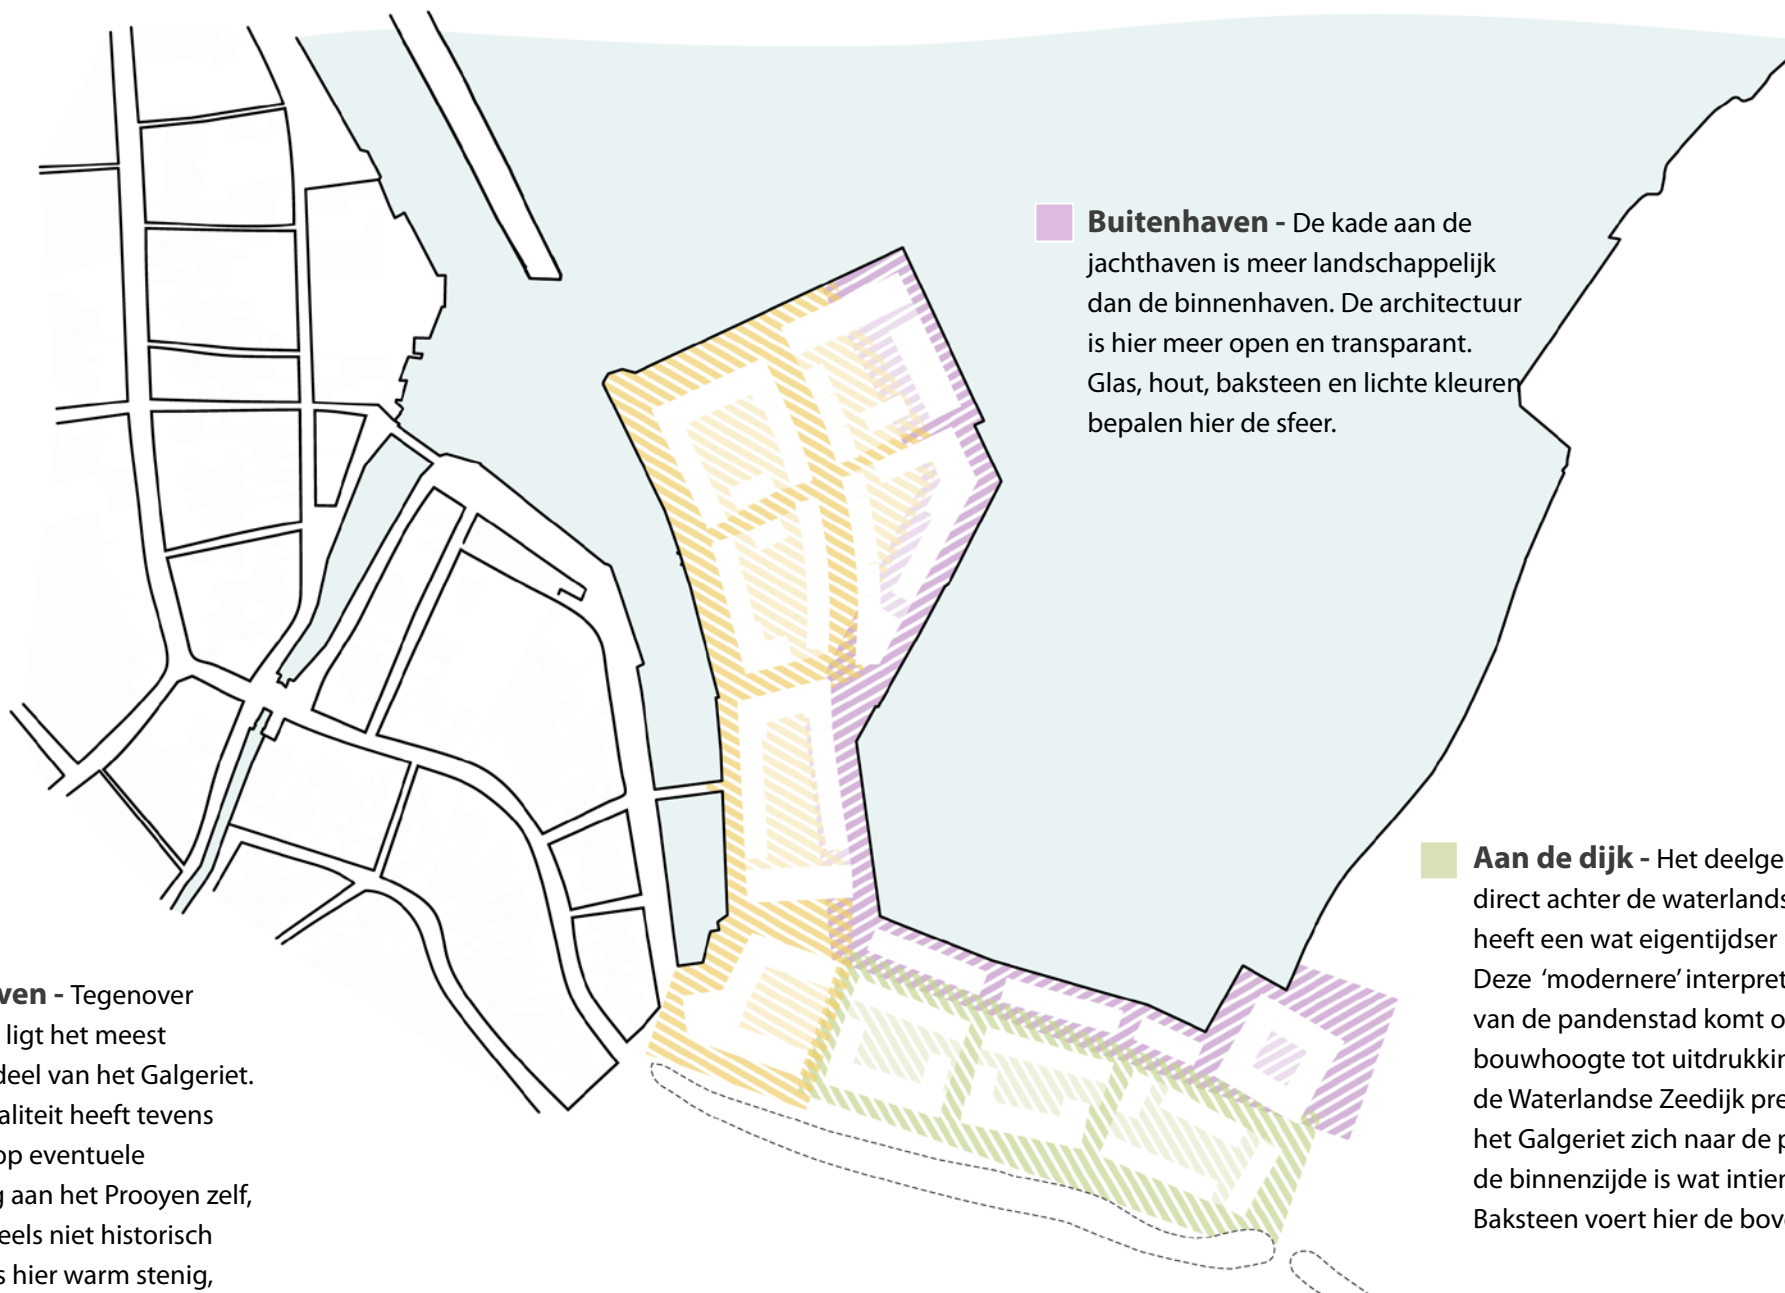 Buitenhaven - De kade aan de
jachthaven is meer landschappelijk
dan de binnenhaven. De architectuur
is hier meer open en transparant.
Glas, hout, baksteen en lichte kleuren
bepalen hier de sfeer.
Aan de dijk - Het deelge
direct achter de waterlands
heeft een wat eigentijdser
Deze ‘modernere’ interpret
van de pandenstad komt o
bouwhoogte tot uitdrukkin
de Waterlandse Zeedijk pre
het Galgeriet zich naar de p
de binnenzijde is wat intier
Baksteen voert hier de bov
ven - Tegenover
ligt het meest
deel van het Galgeriet.
aliteit heeft tevens
op eventuele
g aan het Prooyen zelf,
eels niet historisch
s hier warm stenig,